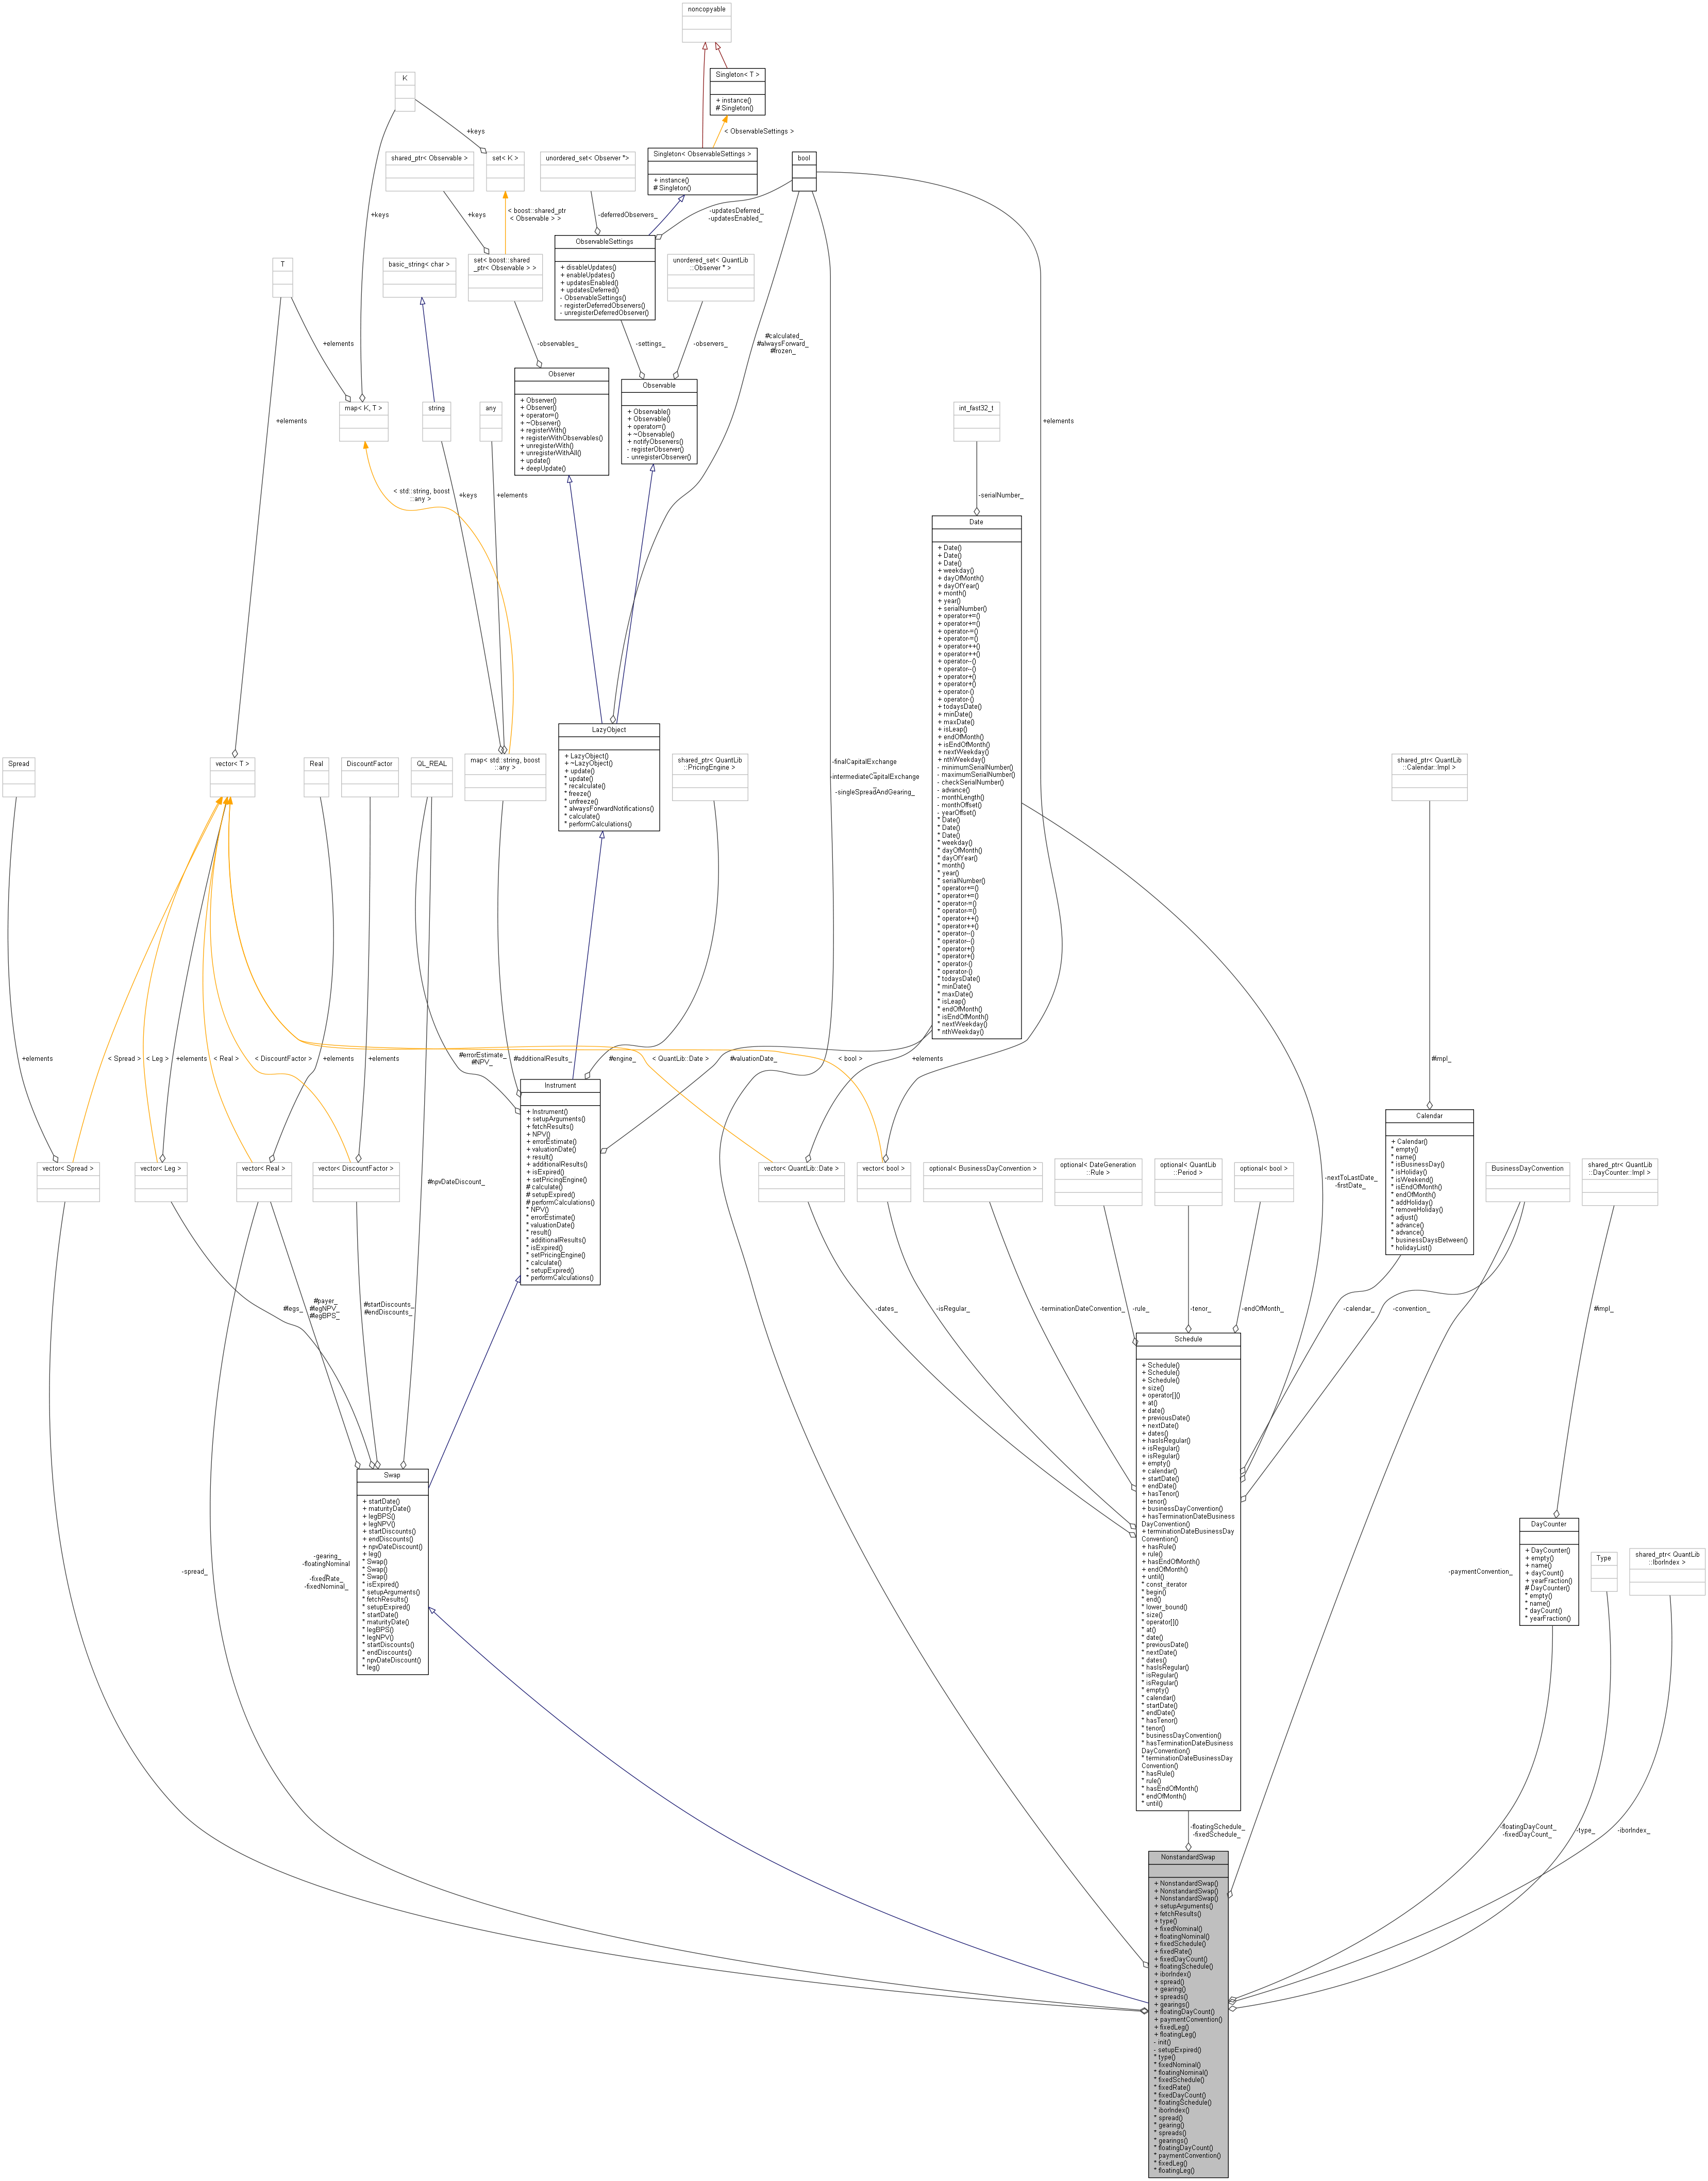 noncopyable
Singleton< T >
+ instance()
# Singleton()
K
+keys
< ObservableSettings >
shared_ptr< Observable >
set< K >
unordered_set< Observer *>
Singleton< ObservableSettings >
+ instance()
# Singleton()
bool
+keys
+keys
< boost::shared_ptr
< Observable > >
-deferredObservers_
-updatesDeferred_
-updatesEnabled_
T
basic_string< char >
set< boost::shared
_ptr< Observable > >
ObservableSettings
+ disableUpdates()
+ enableUpdates()
+ updatesEnabled()
+ updatesDeferred()
- ObservableSettings()
- registerDeferredObservers()
- unregisterDeferredObserver()
unordered_set< QuantLib
::Observer * >
+elements
-observables_
-settings_
-observers_
#calculated_
#alwaysForward_
#frozen_
+elements
+elements
map< K, T >
string
any
Observer
+ Observer()
+ Observer()
+ operator=()
+ ~Observer()
+ registerWith()
+ registerWithObservables()
+ unregisterWith()
+ unregisterWithAll()
+ update()
+ deepUpdate()
Observable
+ Observable()
+ Observable()
+ operator=()
+ ~Observable()
+ notifyObservers()
- registerObserver()
- unregisterObserver()
int_fast32_t
< std::string, boost
::any >
+keys
+elements
-serialNumber_
Date
+ Date()
+ Date()
+ Date()
+ weekday()
+ dayOfMonth()
+ dayOfYear()
+ month()
+ year()
+ serialNumber()
+ operator+=()
+ operator+=()
+ operator-=()
+ operator-=()
+ operator++()
+ operator++()
+ operator--()
+ operator--()
+ operator+()
+ operator+()
+ operator-()
+ operator-()
+ todaysDate()
+ minDate()
+ maxDate()
+ isLeap()
+ endOfMonth()
+ isEndOfMonth()
+ nextWeekday()
+ nthWeekday()
- minimumSerialNumber()
- maximumSerialNumber()
- checkSerialNumber()
- advance()
- monthLength()
- monthOffset()
- yearOffset()
* Date()
* Date()
* Date()
* weekday()
* dayOfMonth()
* dayOfYear()
* month()
* year()
* serialNumber()
* operator+=()
* operator+=()
* operator-=()
* operator-=()
* operator++()
* operator++()
* operator--()
* operator--()
* operator+()
* operator+()
* operator-()
* operator-()
* todaysDate()
* minDate()
* maxDate()
* isLeap()
* endOfMonth()
* isEndOfMonth()
* nextWeekday()
* nthWeekday()
LazyObject
+ LazyObject()
+ ~LazyObject()
+ update()
* update()
* recalculate()
* freeze()
* unfreeze()
* alwaysForwardNotifications()
* calculate()
* performCalculations()
Spread
vector< T >
Real
DiscountFactor
QL_REAL
map< std::string, boost
::any >
shared_ptr< QuantLib
::PricingEngine >
-finalCapitalExchange
_
-intermediateCapitalExchange
_
-singleSpreadAndGearing_
shared_ptr< QuantLib
::Calendar::Impl >
+elements
< Spread >
< Leg >
+elements
< Real >
< DiscountFactor >
+elements
+elements
#errorEstimate_
#NPV_
#additionalResults_
#engine_
< QuantLib::Date >
#valuationDate_
< bool >
+elements
#impl_
Instrument
+ Instrument()
+ setupArguments()
+ fetchResults()
+ NPV()
+ errorEstimate()
+ valuationDate()
+ result()
+ additionalResults()
+ isExpired()
+ setPricingEngine()
# calculate()
# setupExpired()
# performCalculations()
* NPV()
* errorEstimate()
* valuationDate()
* result()
* additionalResults()
* isExpired()
* setPricingEngine()
* calculate()
* setupExpired()
* performCalculations()
Calendar
+ Calendar()
* empty()
* name()
* isBusinessDay()
* isHoliday()
* isWeekend()
* isEndOfMonth()
* endOfMonth()
* addHoliday()
* removeHoliday()
* adjust()
* advance()
* advance()
* businessDaysBetween()
* holidayList()
vector< Spread >
vector< Leg >
vector< Real >
vector< DiscountFactor >
#npvDateDiscount_
vector< QuantLib::Date >
vector< bool >
optional< BusinessDayConvention >
optional< DateGeneration
::Rule >
optional< QuantLib
::Period >
optional< bool >
-nextToLastDate_
-firstDate_
BusinessDayConvention
shared_ptr< QuantLib
::DayCounter::Impl >
#legs_
#payer_
#legNPV_
#legBPS_
#startDiscounts_
#endDiscounts_
-dates_
-isRegular_
-terminationDateConvention_
-rule_
-tenor_
-endOfMonth_
-calendar_
-convention_
#impl_
Schedule
+ Schedule()
+ Schedule()
+ Schedule()
+ size()
+ operator[]()
+ at()
+ date()
+ previousDate()
+ nextDate()
+ dates()
+ hasIsRegular()
+ isRegular()
+ isRegular()
+ empty()
+ calendar()
+ startDate()
+ endDate()
+ hasTenor()
+ tenor()
+ businessDayConvention()
+ hasTerminationDateBusiness
DayConvention()
+ terminationDateBusinessDay
Convention()
+ hasRule()
+ rule()
+ hasEndOfMonth()
+ endOfMonth()
+ until()
* const_iterator
* begin()
* end()
* lower_bound()
* size()
* operator[]()
* at()
* date()
* previousDate()
* nextDate()
* dates()
* hasIsRegular()
* isRegular()
* isRegular()
* empty()
* calendar()
* startDate()
* endDate()
* hasTenor()
* tenor()
* businessDayConvention()
* hasTerminationDateBusiness
DayConvention()
* terminationDateBusinessDay
Convention()
* hasRule()
* rule()
* hasEndOfMonth()
* endOfMonth()
* until()
Swap
+ startDate()
+ maturityDate()
+ legBPS()
+ legNPV()
+ startDiscounts()
+ endDiscounts()
+ npvDateDiscount()
+ leg()
* Swap()
* Swap()
* Swap()
* isExpired()
* setupArguments()
* fetchResults()
* setupExpired()
* startDate()
* maturityDate()
* legBPS()
* legNPV()
* startDiscounts()
* endDiscounts()
* npvDateDiscount()
* leg()
-spread_
-gearing_
-floatingNominal
_
-fixedRate_
-fixedNominal_
-paymentConvention_
DayCounter
+ DayCounter()
+ empty()
+ name()
+ dayCount()
+ yearFraction()
# DayCounter()
* empty()
* name()
* dayCount()
* yearFraction()
Type
shared_ptr< QuantLib
::IborIndex >
-floatingSchedule_
-fixedSchedule_
-floatingDayCount_
-fixedDayCount_
-type_
-iborIndex_
NonstandardSwap
+ NonstandardSwap()
+ NonstandardSwap()
+ NonstandardSwap()
+ setupArguments()
+ fetchResults()
+ type()
+ fixedNominal()
+ floatingNominal()
+ fixedSchedule()
+ fixedRate()
+ fixedDayCount()
+ floatingSchedule()
+ iborIndex()
+ spread()
+ gearing()
+ spreads()
+ gearings()
+ floatingDayCount()
+ paymentConvention()
+ fixedLeg()
+ floatingLeg()
- init()
- setupExpired()
* type()
* fixedNominal()
* floatingNominal()
* fixedSchedule()
* fixedRate()
* fixedDayCount()
* floatingSchedule()
* iborIndex()
* spread()
* gearing()
* spreads()
* gearings()
* floatingDayCount()
* paymentConvention()
* fixedLeg()
* floatingLeg()